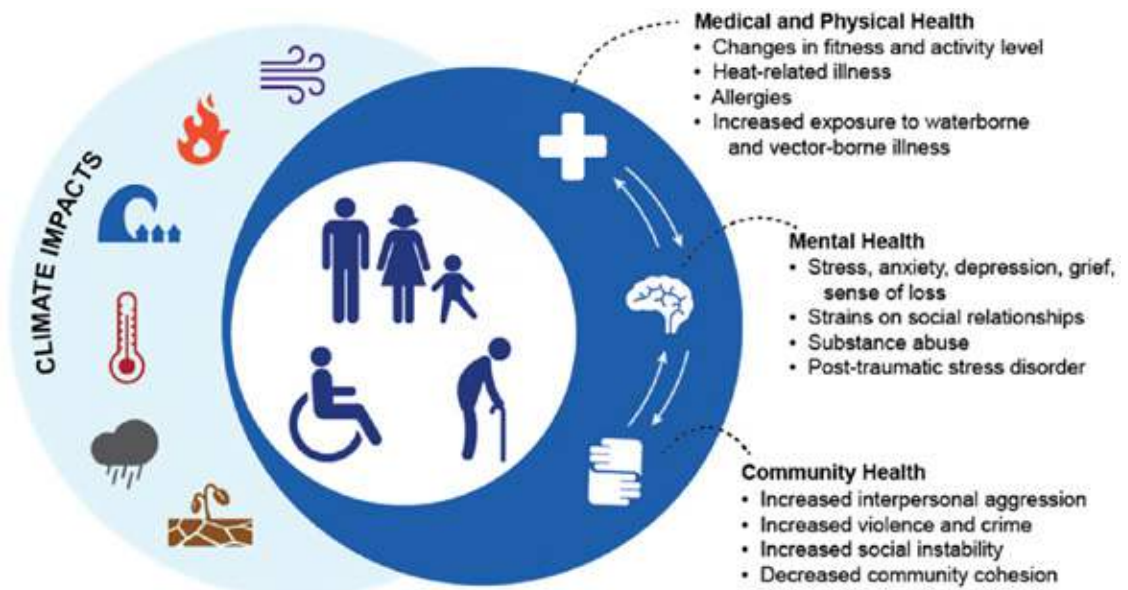 CLIMATE IMPACTS
Medical and Physical Health
• Changes in fitness and activity level
• Heat-related illness
• Allergies
• Increased exposure to waterborne
and vector-borne illness
Mental Health
• Stress, anxiety, depression, grief,
sense of loss
• Strains on social relationships
• Substance abuse
• Post-traumatic stress disorder
Community Health
• Increased interpersonal aggression
• Increased violence and crime
• Increased social instability
• Decreased community cohesion